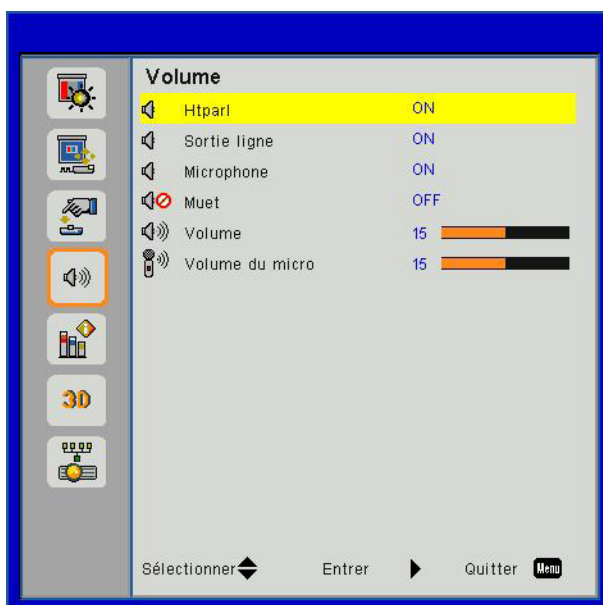 Volume
Htparl ON
Sortie ligne ON
Microphone ON
Muet OFF
Volume 15
Volume du micro 15
3D
Sélectionner Entrer Quitter Menu